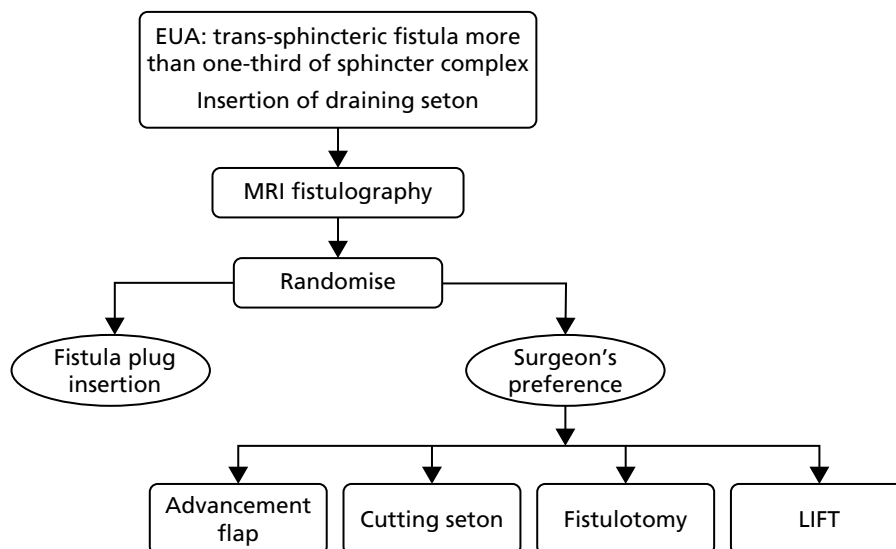 EUA: trans-sphincteric fistula more
than one-third of sphincter complex
Insertion of draining seton
MRI fistulography
Randomise
Fistula plug
insertion
Surgeon's
preference
Advancement
flap
Cutting seton
Fistulotomy
LIFT